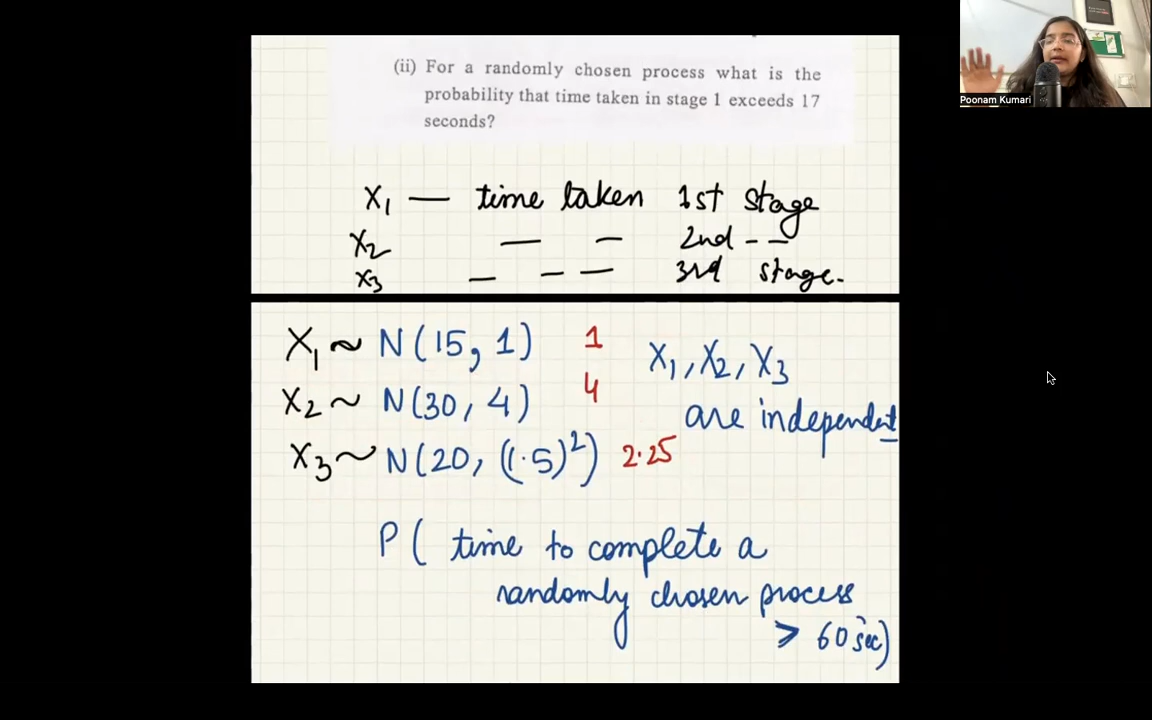 (ii) For a randomly chosen process what is the
probability that time taken in stage 1 exceeds 17
seconds?
X₁ — time taken 1st stage
X₂ — — 2nd - -
X₃ — - — 3rd stage.
X₁ ~ N(15, 1) 1
X₂ ~ N(30, 4) 4
X₃ ~ N(20, (1.5)²) 2.25
X₁, X₂, X₃
are independent
P( time to complete a
randomly chosen process
> 60 sec)
Poonam Kumari